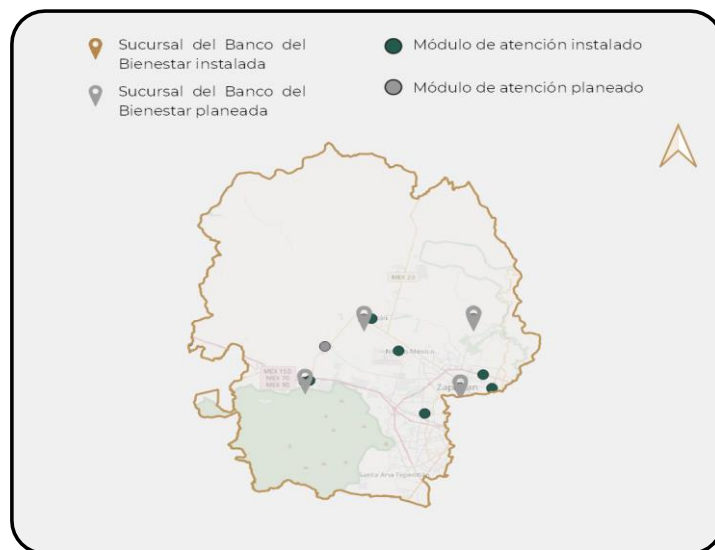 Sucursal del Banco del
Bienestar instalada
Sucursal del Banco del
Bienestar planeada
Módulo de atención instalado
Módulo de atención planeado
MEX 23
MEX 15D
MEX 70
MEX 90
Santa Ana Tepetitlán